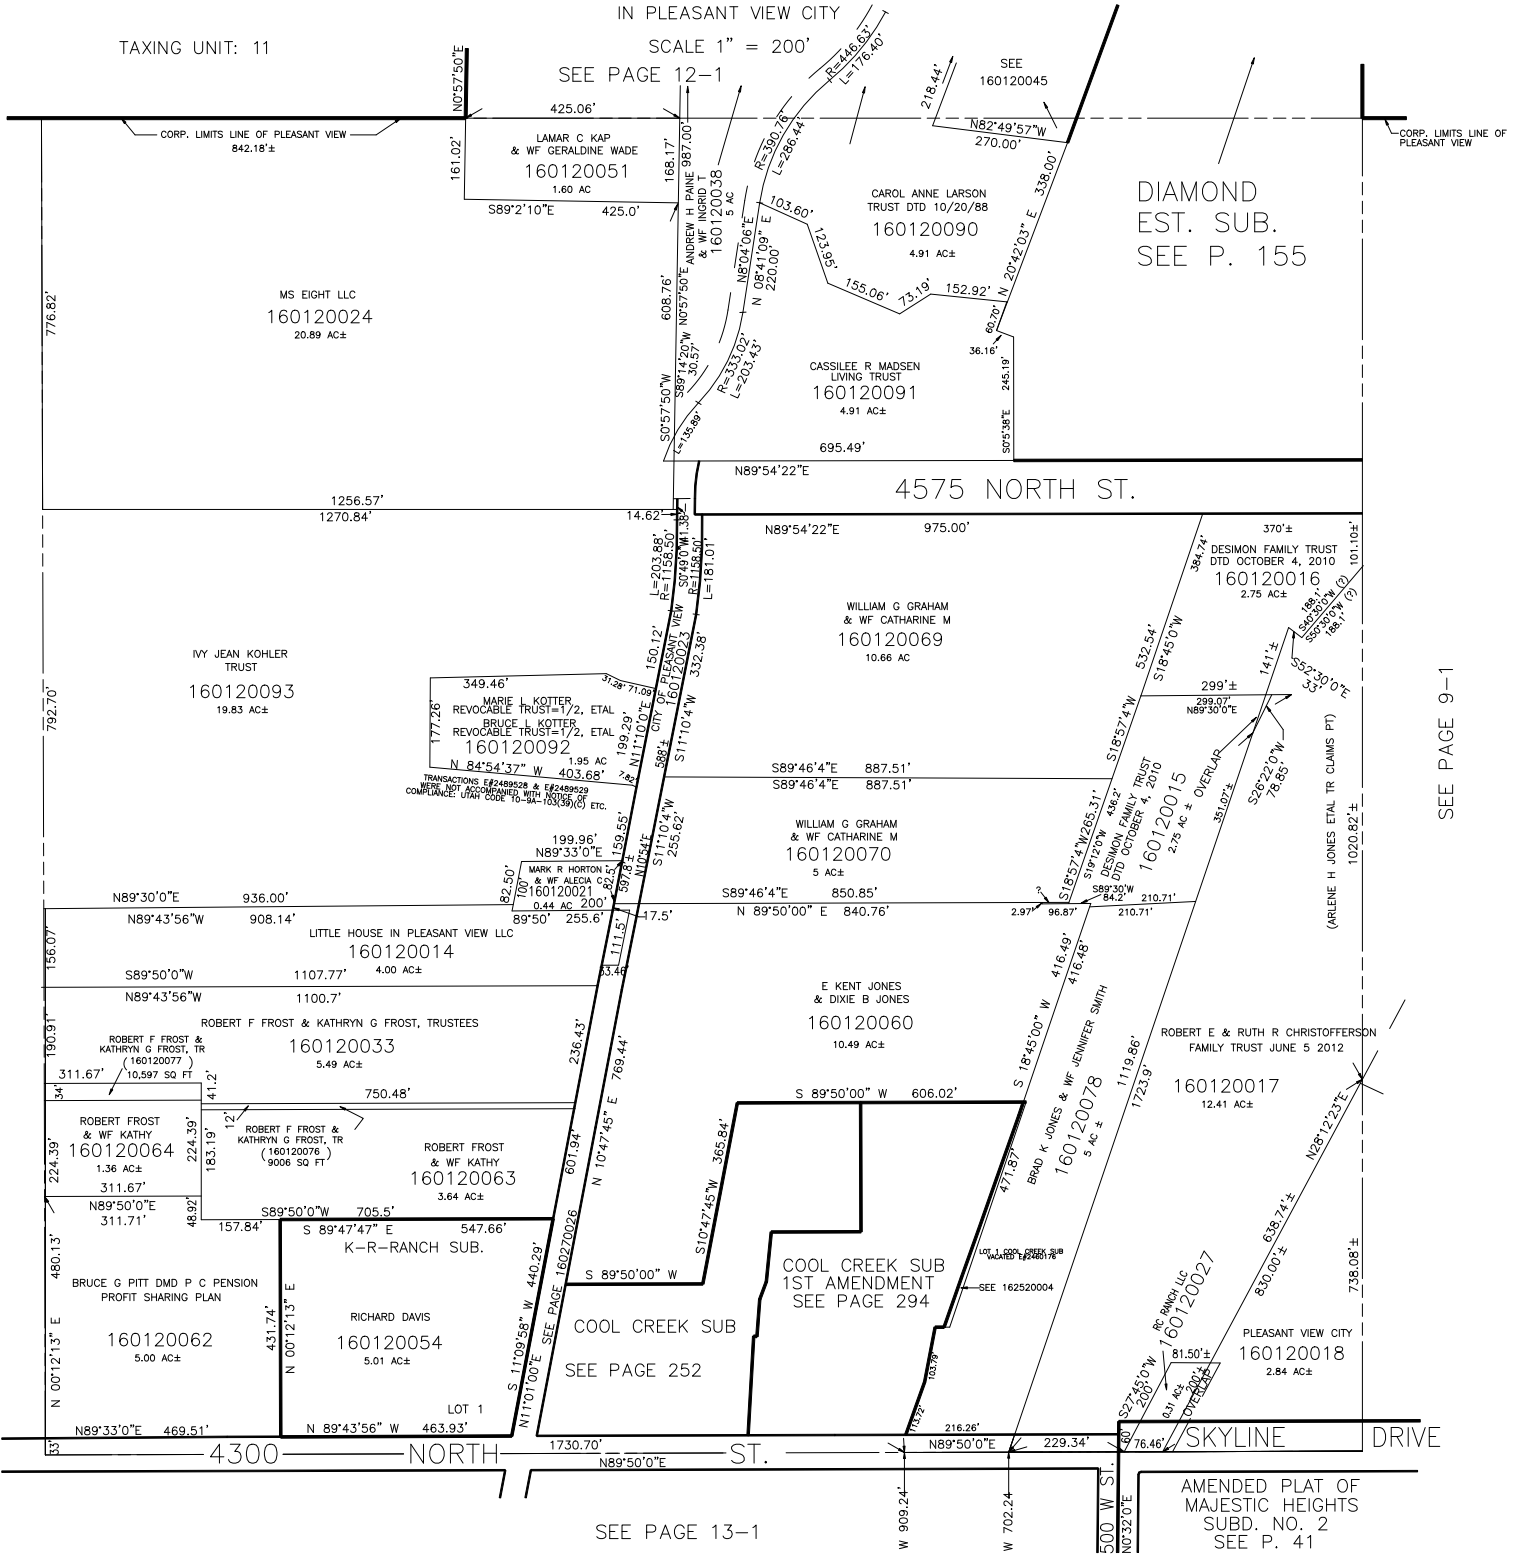 IN PLEASANT VIEW CITY
TAXING UNIT: 11
SCALE 1" = 200'
SEE PAGE 12-1
N0°57'50"E
425.06'
R=446.63'
L=176.40'
218.44'
SEE
160120045
CORP. LIMITS LINE OF PLEASANT VIEW
842.18'±
CORP. LIMITS LINE OF
PLEASANT VIEW
161.02'
LAMAR C KAP
& WF GERALDINE WADE
160120051
1.60 AC
168.17'
S89°2'10"E 425.0'
ANDREW H PAINE
& WF INGRID T
160120038
5 AC
987.00'
N0°57'50"E
R=390.76'
L=286.44'
N82°49'57"W
270.00'
338.00'
N 20°42'03" E
CAROL ANNE LARSON
TRUST DTD 10/20/88
160120090
4.91 AC±
103.60'
123.95'
155.06'
73.19'
152.92'
60.70'
36.16'
245.19'
S0°5'38"E
DIAMOND
EST. SUB.
SEE P. 155
N8°04'06"E
N 08°41'09" E
220.00'
776.82'
MS EIGHT LLC
160120024
20.89 AC±
608.76'
S0°57'50"W
S89°14'20"W
30.57'
R=333.02'
L=203.43'
L=135.89'
CASSILEE R MADSEN
LIVING TRUST
160120091
4.91 AC±
695.49'
N89°54'22"E
4575 NORTH ST.
1256.57'
1270.84'
14.62'
41.38'
S0°49'0"W
L=203.88'
R=1158.50'
R=1158.50'
L=181.01'
N89°54'22"E 975.00'
384.74'
370'±
DESIMON FAMILY TRUST
DTD OCTOBER 4, 2010
160120016
2.75 AC±
101.10±'
188.1'
S40°30'0"W (?)
S50°30'0"W (?)
188.1'
S52°30'0"E
33'
141'±
WILLIAM G GRAHAM
& WF CATHARINE M
160120069
10.66 AC
532.54'
S18°45'0"W
S18°57'4"W
299'±
299.07'
N89°30'0"E
IVY JEAN KOHLER
TRUST
160120093
19.83 AC±
792.70'
150.12'
CITY OF PLEASANT VIEW
160120023
332.38'
349.46'
31.28'
71.09'
MARIE L KOTTER
REVOCABLE TRUST=1/2, ETAL
BRUCE L KOTTER
REVOCABLE TRUST=1/2, ETAL
160120092
1.95 AC
177.26'
N 84°54'37" W 403.68'
7.82'
199.29'
N11°10'0"E
588'±
S11°10'4"W
TRANSACTIONS E#2489528 & E#2489529
WERE NOT ACCOMPANIED WITH NOTICE OF
COMPLIANCE: UTAH CODE 10-9A-103(39)(C) ETC.
S89°46'4"E 887.51'
S89°46'4"E 887.51'
DESIMON FAMILY TRUST
DTD OCTOBER 4, 2010
160120015
2.75 AC ±
OVERLAP
351.07'±
S26°22'0"W
78.85'
(ARLENE H JONES ETAL TR CLAIMS PT)
1020.82'±
SEE PAGE 9-1
WILLIAM G GRAHAM
& WF CATHARINE M
160120070
5 AC±
S18°57'4"W 265.31'
S19°12'0"W 436.2'
159.55'
S11°10'4"W
255.62'
N10°54'E
597.8'±
199.96'
N89°33'0"E
MARK R HORTON
& WF ALECIA C
160120021
0.44 AC 200'
82.50'
100'
82.5'
89°50' 255.6'
17.5'
N89°30'0"E 936.00'
N89°43'56"W 908.14'
S89°46'4"E 850.85'
N 89°50'00" E 840.76'
?
2.97'
96.87'
S89°30'W
84.2'
210.71'
210.71'
156.07'
LITTLE HOUSE IN PLEASANT VIEW LLC
160120014
4.00 AC±
111.5'
33.46'
S89°50'0"W 1107.77'
N89°43'56"W 1100.7'
416.49'
416.48'
S 18°45'00" W
E KENT JONES
& DIXIE B JONES
160120060
10.49 AC±
190.91'
ROBERT F FROST & KATHRYN G FROST, TRUSTEES
160120033
5.49 AC±
236.43'
769.44'
N 10°47'45" E
ROBERT F FROST &
KATHRYN G FROST, TR
(160120077)
10,597 SQ FT
311.67'
34'
41.2'
750.48'
12'
S 89°50'00" W 606.02'
BRAD K JONES & WF JENNIFER SMITH
160120078
5 AC ±
1119.86'
1723.9'
ROBERT E & RUTH R CHRISTOFFERSON
FAMILY TRUST JUNE 5 2012
160120017
12.41 AC±
N28°12'23"E
ROBERT FROST
& WF KATHY
160120064
1.36 AC±
224.39'
224.39'
183.19'
ROBERT F FROST &
KATHRYN G FROST, TR
(160120076)
9006 SQ FT
ROBERT FROST
& WF KATHY
160120063
3.64 AC±
601.94'
365.84'
S10°47'45"W
471.87'
311.67'
N89°50'0"E
311.71'
48.92'
157.84'
S89°50'0"W 705.5'
S 89°47'47" E 547.66'
K-R-RANCH SUB.
480.13'
N 00°12'13" E
BRUCE G PITT DMD P C PENSION
PROFIT SHARING PLAN
160120062
5.00 AC±
431.74'
N 00°12'13" E
RICHARD DAVIS
160120054
5.01 AC±
LOT 1
S 11°09'58" W 440.29'
SEE PAGE 160270026
N11°01'00"E
S 89°50'00" W
COOL CREEK SUB
SEE PAGE 252
COOL CREEK SUB
1ST AMENDMENT
SEE PAGE 294
LOT 1 COOL CREEK SUB
VACATED E#2460176
SEE 162520004
103.79'
113.72'
638.74'±
830.00'±
738.08'±
RC RANCH LLC
160120027
0.31 AC±
81.50'±
200'±
OVERLAP
S27°45'0"W
200'
PLEASANT VIEW CITY
160120018
2.84 AC±
N89°33'0"E 469.51'
N 89°43'56" W 463.93'
33'
4300 NORTH ST.
1730.70'
N89°50'0"E
216.26'
N89°50'0"E
229.34'
60'
76.46'
SKYLINE DRIVE
W 909.24'
W 702.24
500 W ST.
N0°32'0"E
SEE PAGE 13-1
AMENDED PLAT OF
MAJESTIC HEIGHTS
SUBD. NO. 2
SEE P. 41